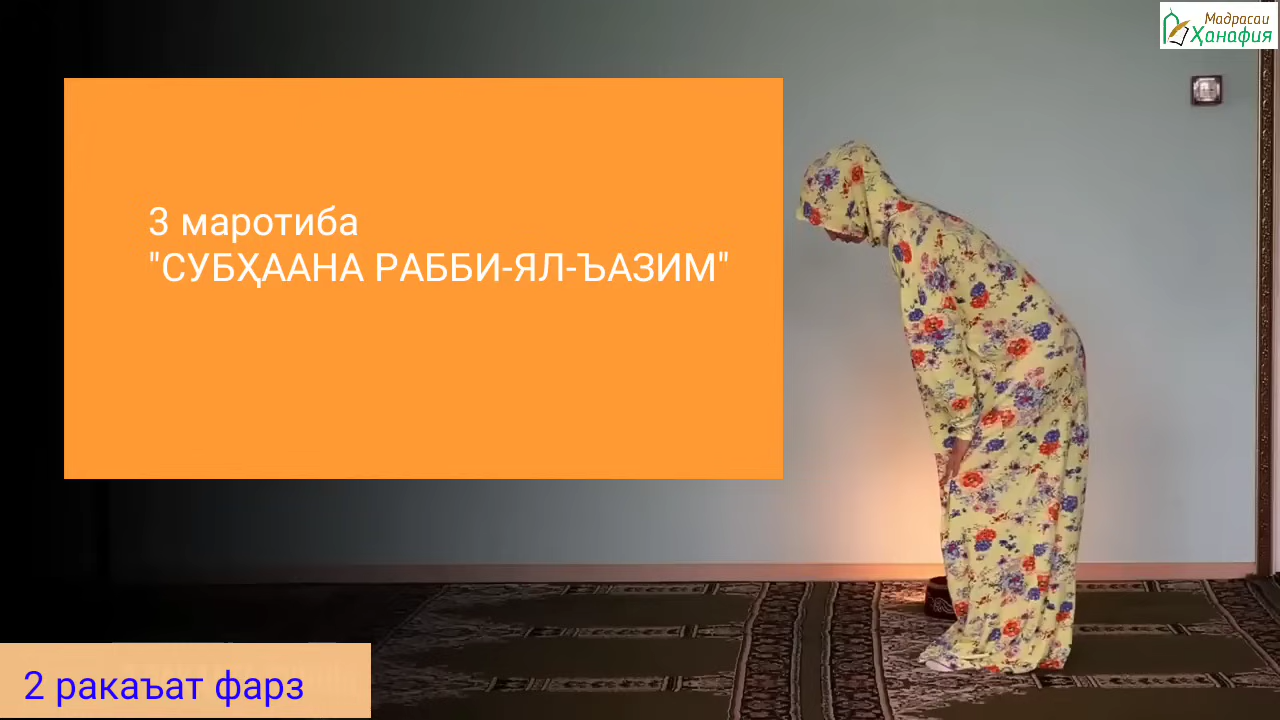 Мадрасаи
Ҳанафия
3 маротиба
"СУБҲААНА РАББИ-ЯЛ-ЪАЗИМ"
2 ракаъат фарз